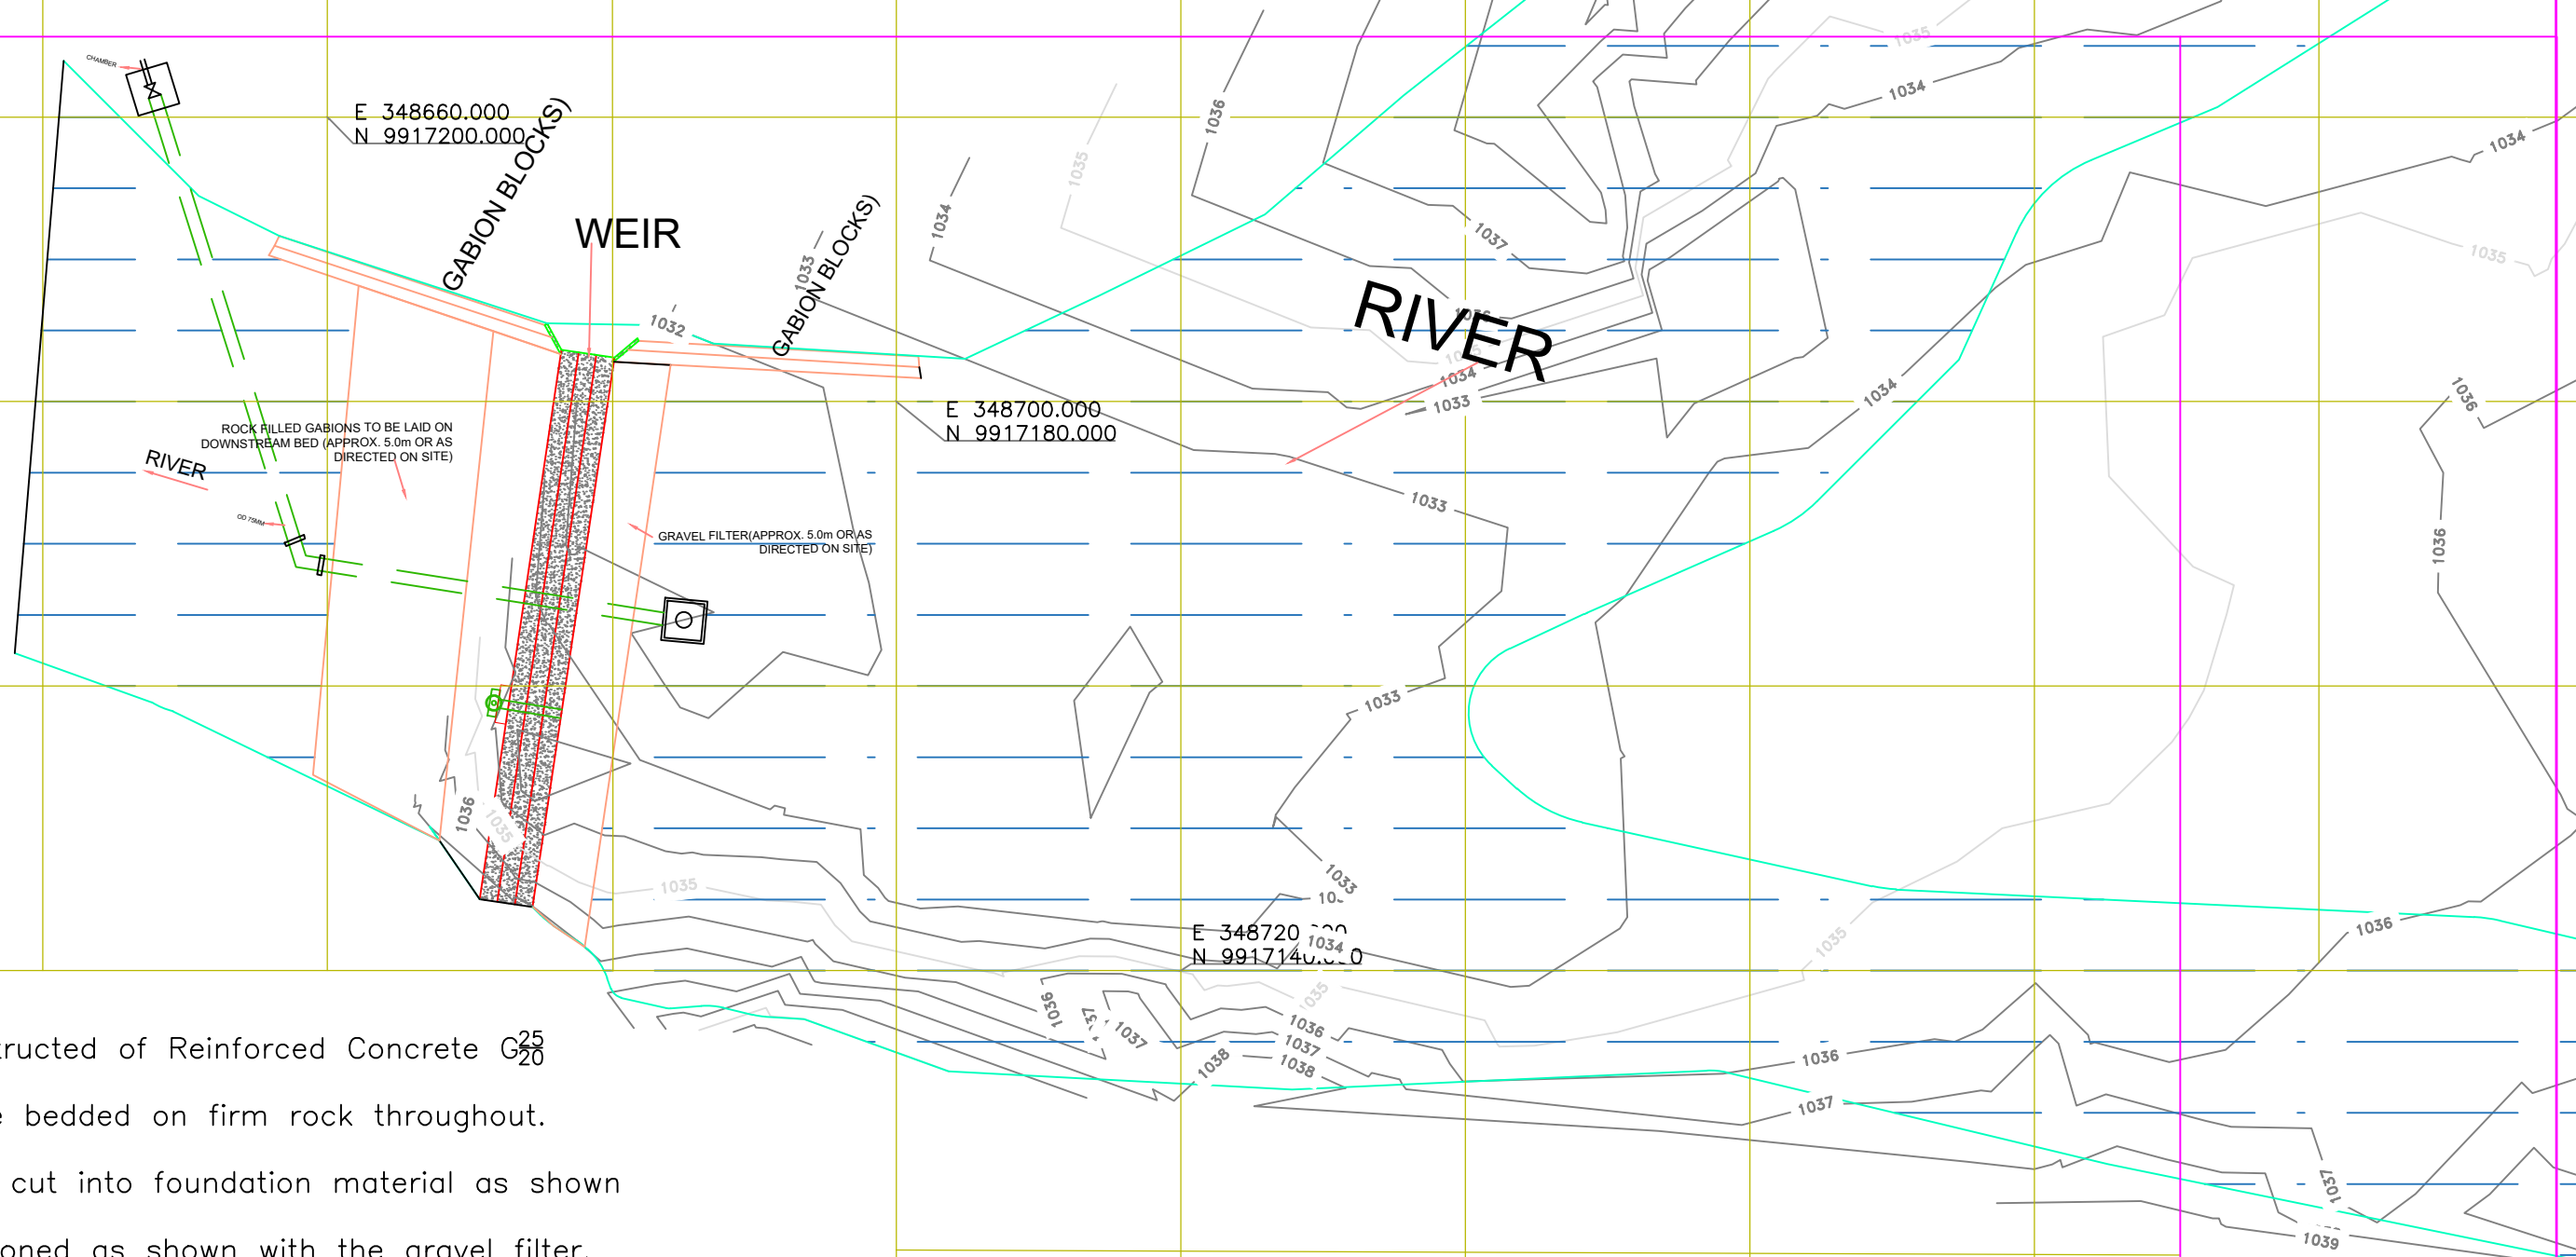 CHAMBER
E 348660.000
N 9917200.000
GABION BLOCKS)
WEIR
GABION BLOCKS)
1032
1033
1034
1035
1036
1037
1035
1034
1034
1035
RIVER
1034
1033
1034
1036
1036
E 348700.000
N 9917180.000
ROCK FILLED GABIONS TO BE LAID ON
DOWNSTREAM BED (APPROX. 5.0m OR AS
DIRECTED ON SITE)
RIVER
OD 75MM
GRAVEL FILTER(APPROX. 5.0m OR AS
DIRECTED ON SITE)
1033
1033
1036
1035
1035
1033
E 348720
N 9917140
1034
1035
1035
1036
1036
1037
1037
1036
1037
1038
1038
1036
1037
1037
1039
ructed of Reinforced Concrete G25/20
bedded on firm rock throughout.
cut into foundation material as shown
oned as shown with the gravel filter.